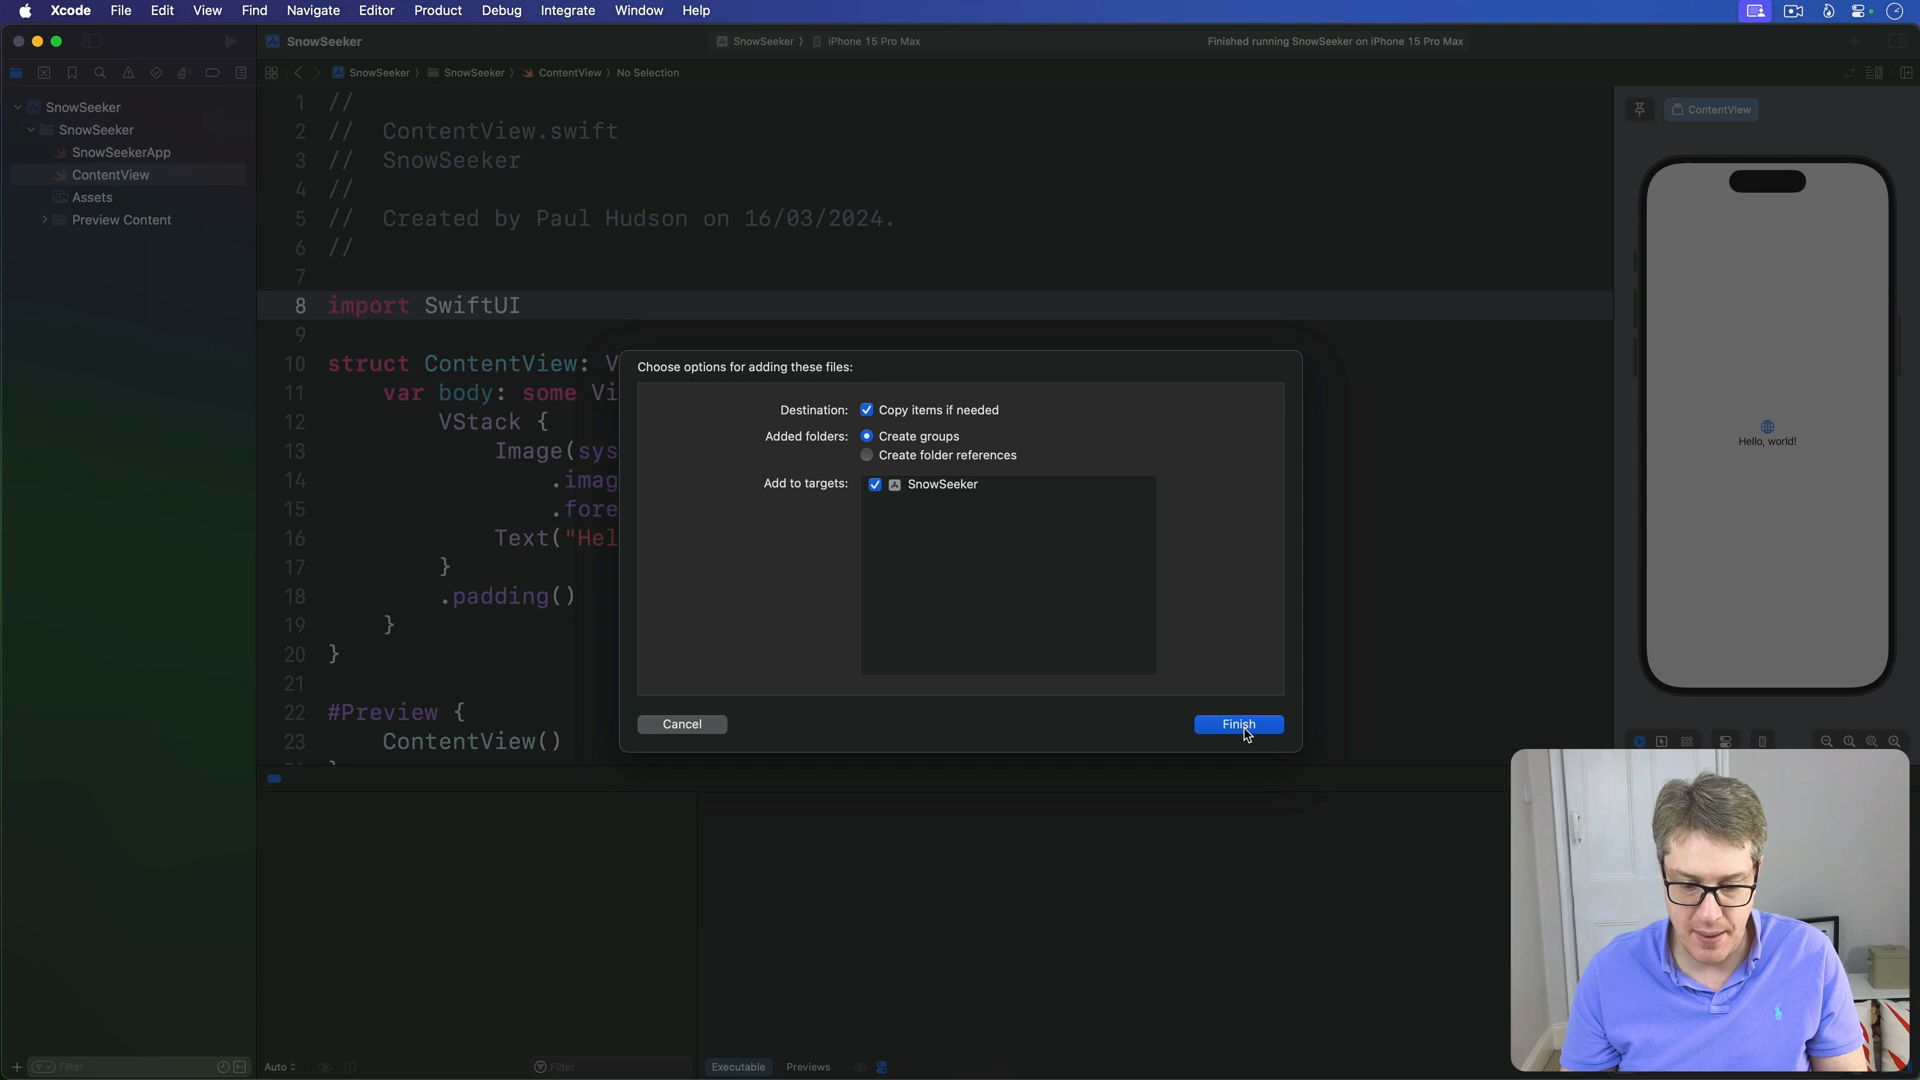 Xcode File Edit View Find Navigate Editor Product Debug Integrate Window Help
SnowSeeker
SnowSeeker
iPhone 15 Pro Max
Finished running SnowSeeker on iPhone 15 Pro Max
SnowSeeker
SnowSeeker
ContentView
No Selection
SnowSeeker
SnowSeeker
SnowSeekerApp
ContentView
Assets
Preview Content
1 //
2 // ContentView.swift
3 // SnowSeeker
4 //
5 // Created by Paul Hudson on 16/03/2024.
6 //
7
8 import SwiftUI
9
10 struct ContentView: V
11 var body: some Vi
12 VStack {
13 Image(sys
14 .imag
15 .fore
16 Text("Hel
17 }
18 .padding()
19 }
20 }
21
22 #Preview {
23 ContentView()
Choose options for adding these files:
Destination: Copy items if needed
Added folders: Create groups
Create folder references
Add to targets: SnowSeeker
Cancel
Finish
ContentView
Hello, world!
Filter
Auto
Filter
Executable
Previews